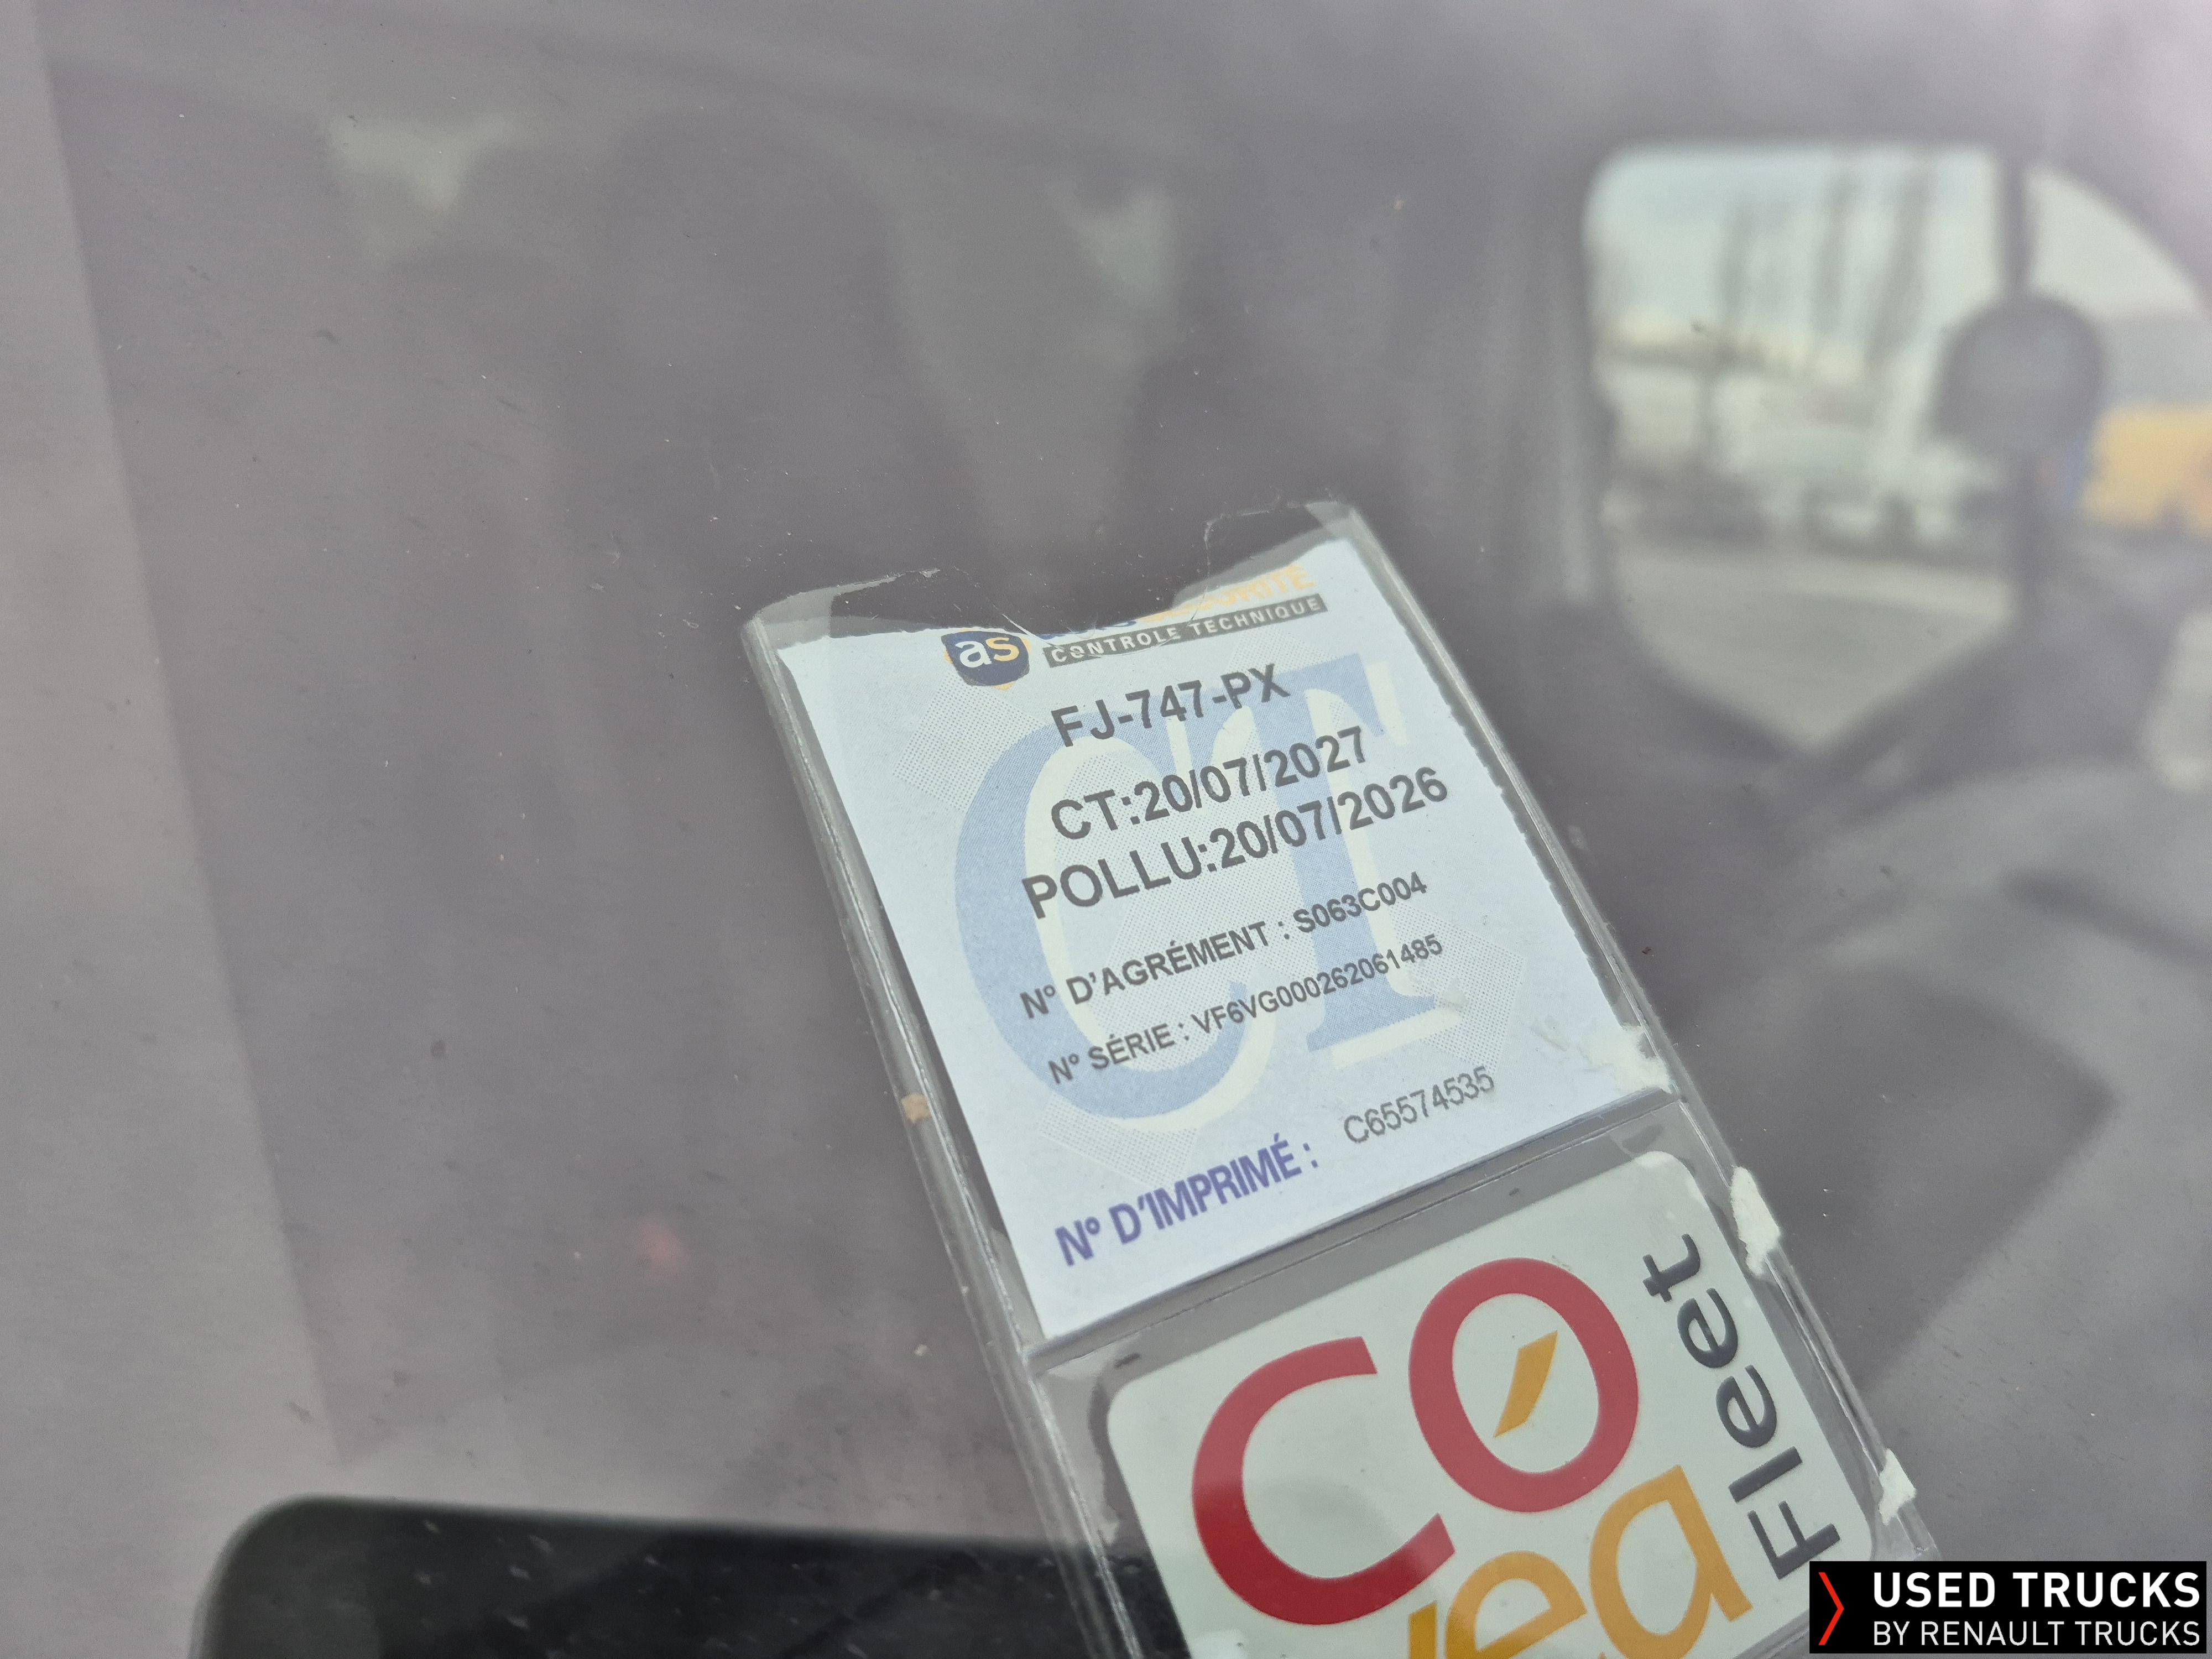 as
CONTROLE TECHNIQUE
FJ-747-PX
CT:20/07/2027
POLLU:20/07/2026
N° D'AGRÉMENT : S063C004
N° SÉRIE : VF6VG000262061485
N° D'IMPRIMÉ : C65574535
Fleet
USED TRUCKS
BY RENAULT TRUCKS